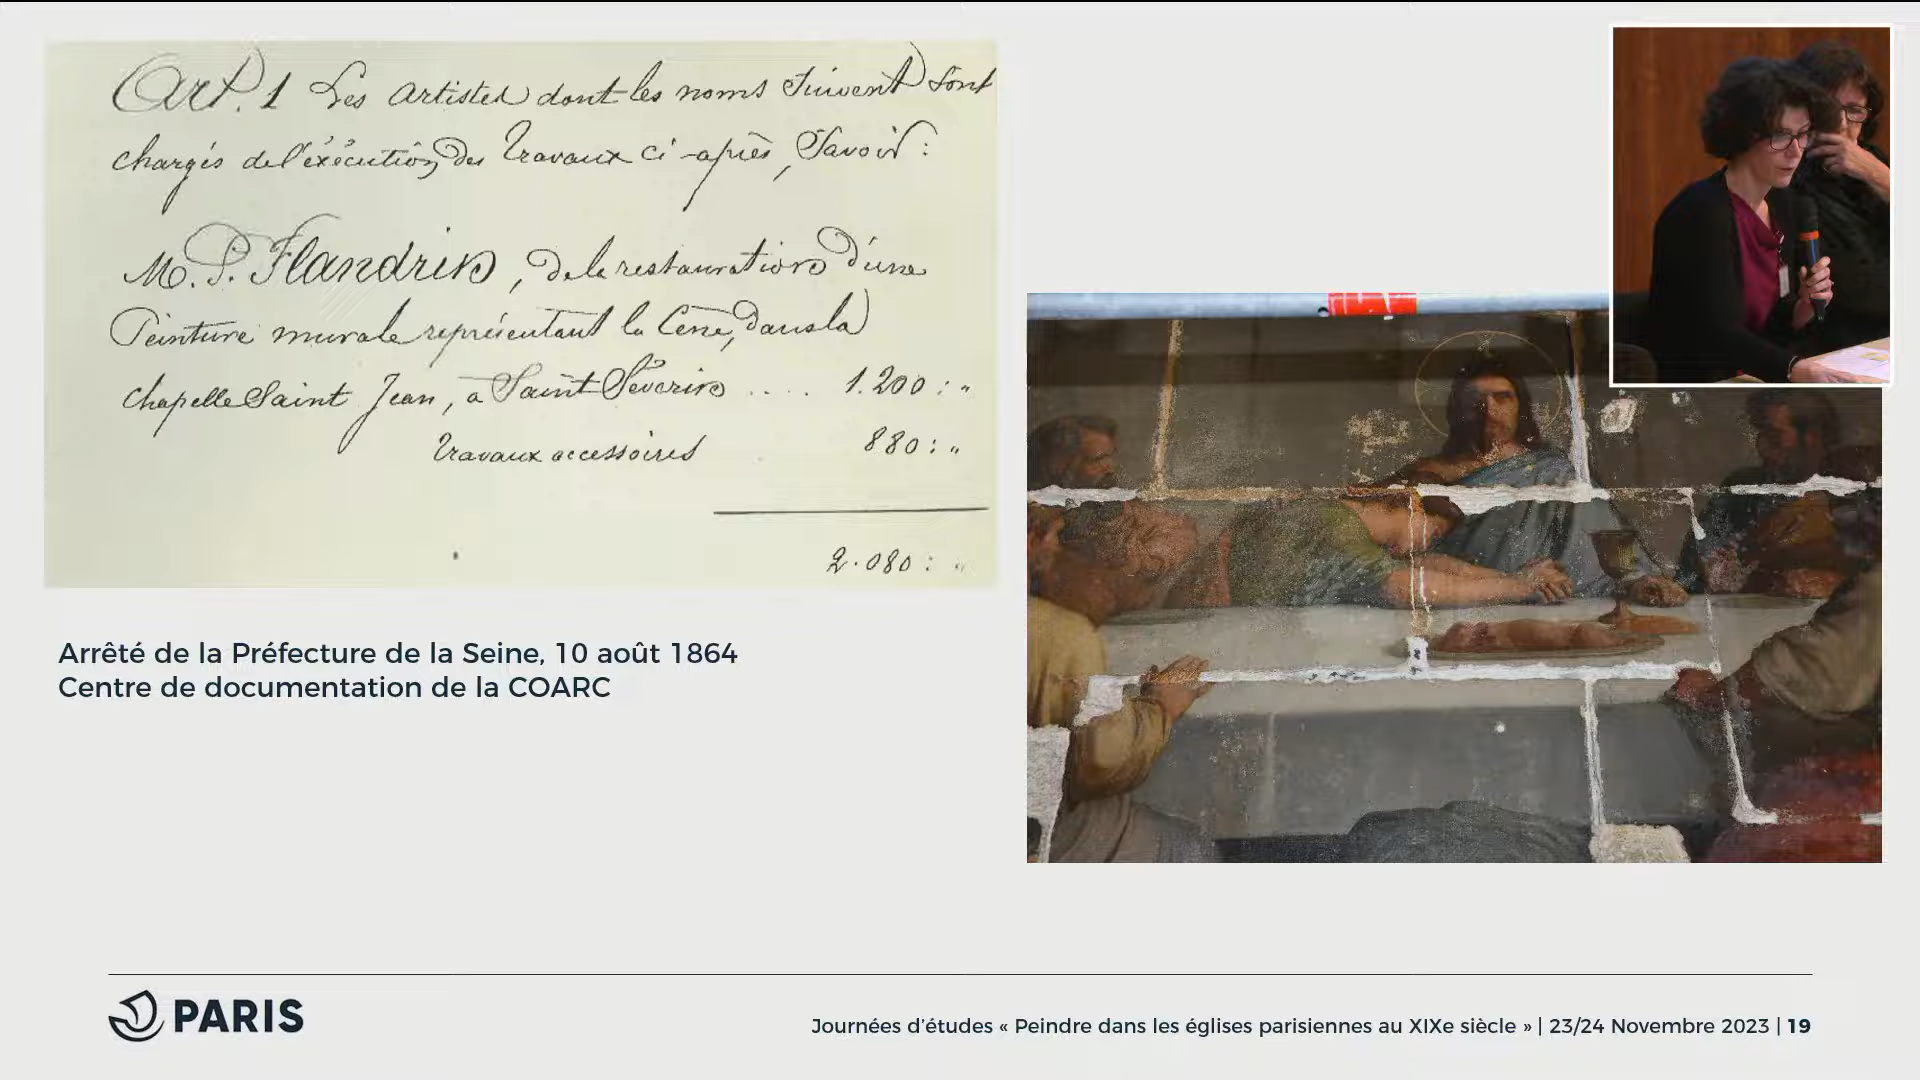 Art. 1 Les artistes dont les noms suivent sont
chargés de l'éxécution des travaux ci-après, Savoir :
M. P. Flandrin, de la restauration d'une
Peinture murale représentant la Cène, dans la
chapelle Saint Jean, à Saint Séverin .... 1.200 : "
travaux accessoires 880 : "
2.080 : "
Arrêté de la Préfecture de la Seine, 10 août 1864
Centre de documentation de la COARC
PARIS
Journées d'études « Peindre dans les églises parisiennes au XIXe siècle » | 23/24 Novembre 2023 | 19